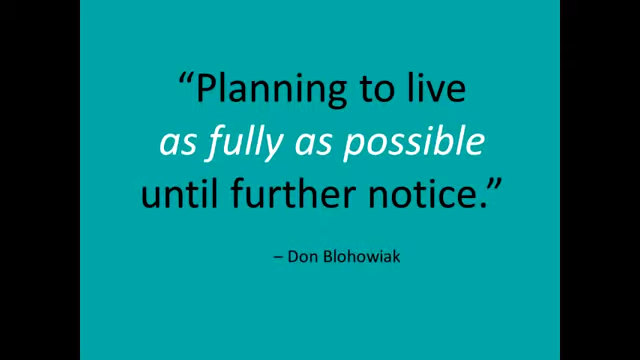 “Planning to live
as fully as possible
until further notice.”
– Don Blohowiak